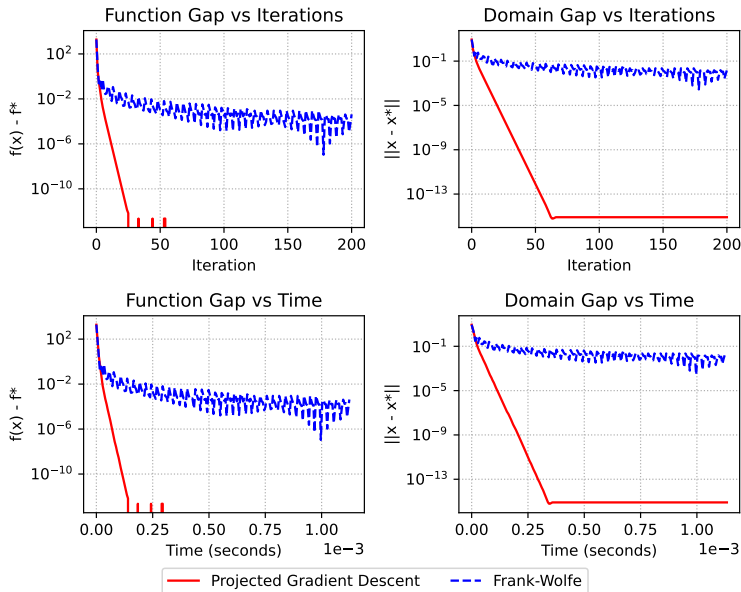 Function Gap vs Iterations
f(x) - f*
10²
10⁻²
10⁻⁶
10⁻¹⁰
0 50 100 150 200
Iteration
Domain Gap vs Iterations
||x - x*||
10⁻¹
10⁻⁵
10⁻⁹
10⁻¹³
0 50 100 150 200
Iteration
Function Gap vs Time
f(x) - f*
10²
10⁻²
10⁻⁶
10⁻¹⁰
0.00 0.25 0.50 0.75 1.00
1e−3
Time (seconds)
Domain Gap vs Time
||x - x*||
10⁻¹
10⁻⁵
10⁻⁹
10⁻¹³
0.00 0.25 0.50 0.75 1.00
1e−3
Time (seconds)
Projected Gradient Descent Frank-Wolfe